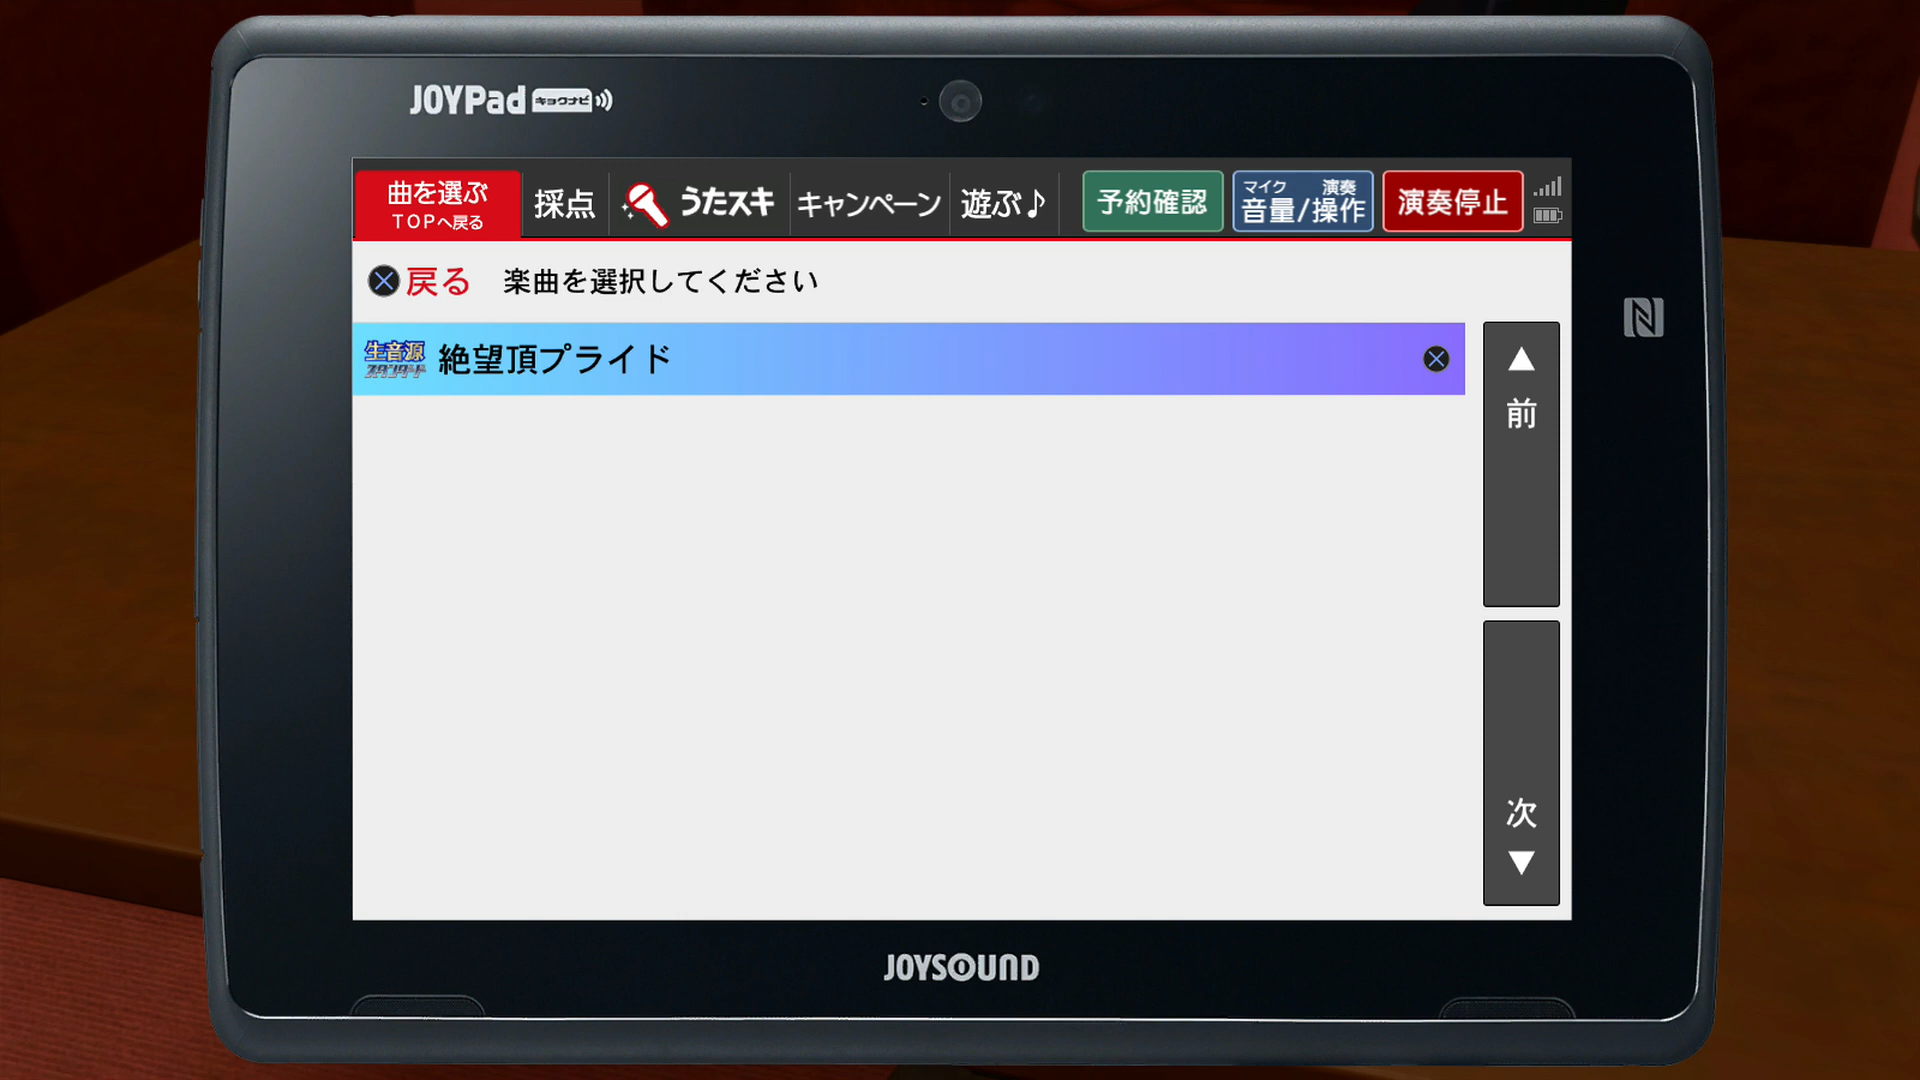 JOYPad キョクナビ
曲を選ぶ
TOPへ戻る
採点
うたスキ
キャンペーン
遊ぶ♪
予約確認
マイク 演奏
音量/操作
演奏停止
戻る 楽曲を選択してください
生音源
スタンダード
絶望頂プライド
▲
前
次
▼
JOYSOUND